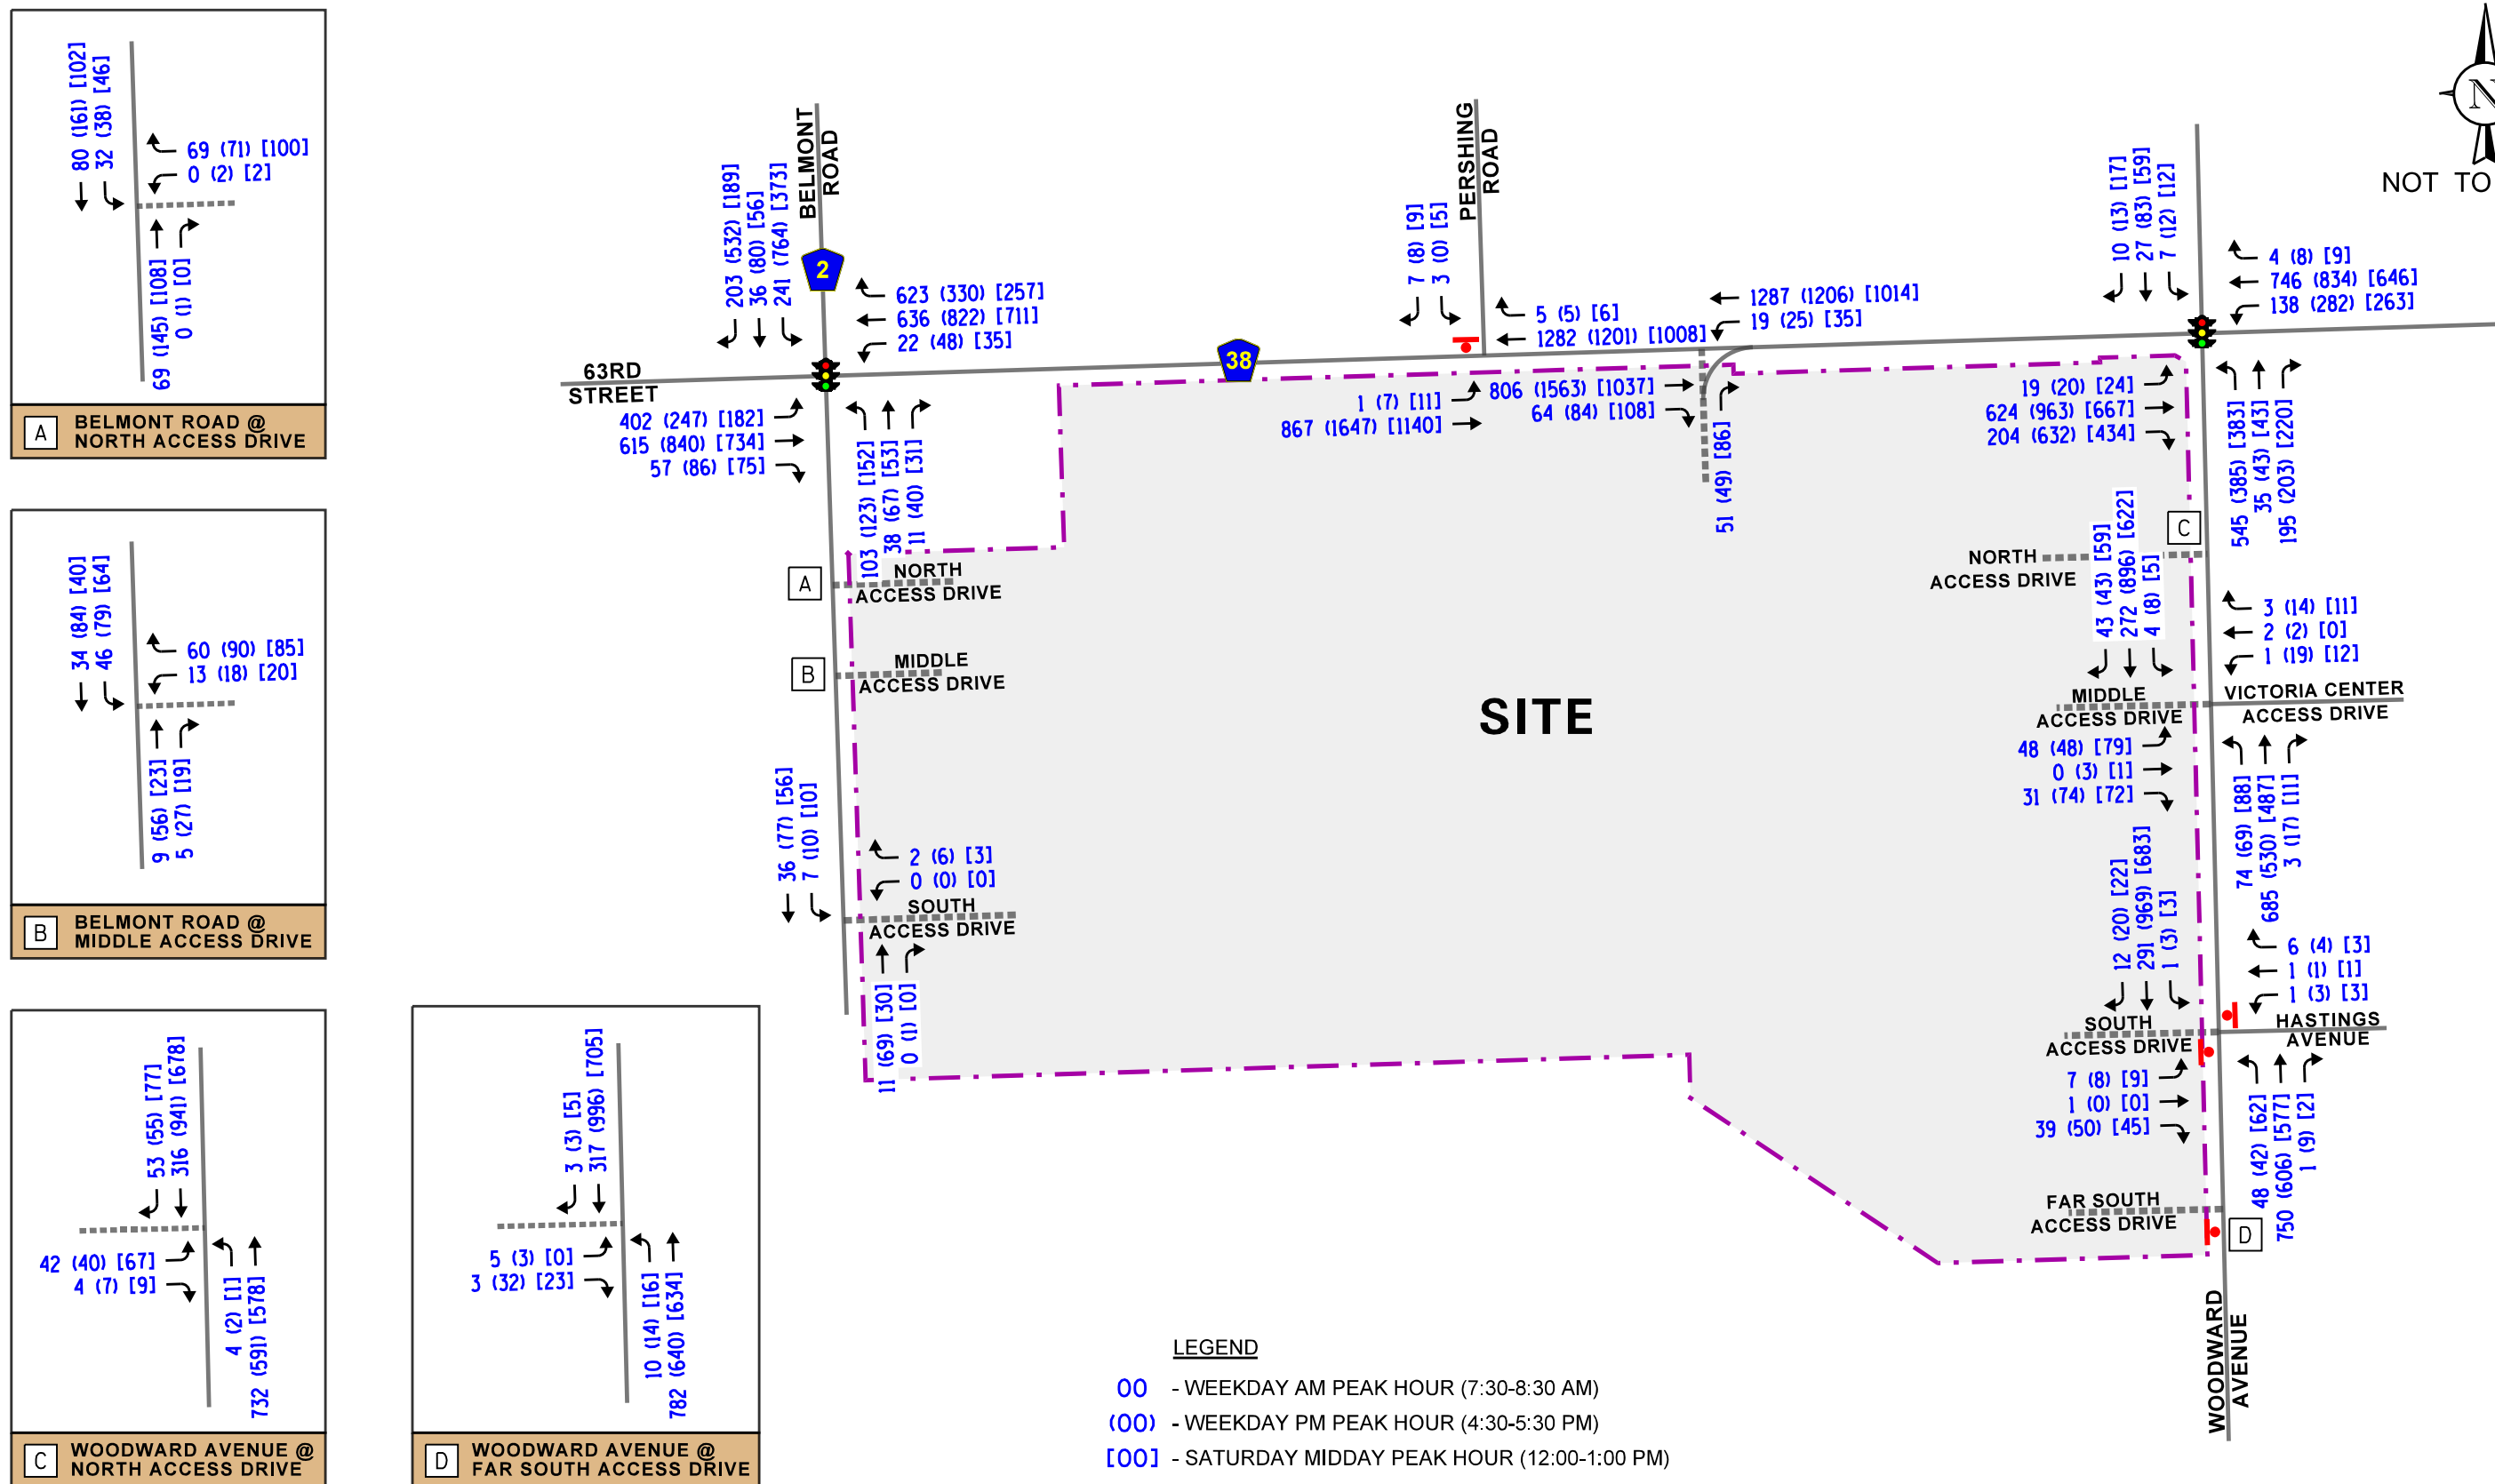 80 (161) [102]
32 (38) [46]
69 (71) [100]
0 (2) [2]
69 (145) [108]
0 (1) [0]
A
BELMONT ROAD @
NORTH ACCESS DRIVE
34 (84) [40]
46 (79) [64]
60 (90) [85]
13 (18) [20]
9 (56) [23]
5 (27) [19]
B
BELMONT ROAD @
MIDDLE ACCESS DRIVE
53 (55) [77]
316 (941) [678]
42 (40) [67]
4 (7) [9]
4 (2) [1]
732 (591) [578]
C
WOODWARD AVENUE @
NORTH ACCESS DRIVE
3 (3) [5]
317 (996) [705]
5 (3) [0]
3 (32) [23]
10 (14) [16]
782 (640) [634]
D
WOODWARD AVENUE @
FAR SOUTH ACCESS DRIVE
BELMONT
ROAD
2
203 (532) [189]
36 (80) [56]
241 (764) [373]
623 (330) [257]
636 (822) [711]
22 (48) [35]
63RD
STREET
402 (247) [182]
615 (840) [734]
57 (86) [75]
103 (123) [152]
38 (67) [53]
11 (40) [31]
38
PERSHING
ROAD
7 (8) [9]
3 (0) [5]
5 (5) [6]
1282 (1201) [1008]
1 (7) [11]
867 (1647) [1140]
1287 (1206) [1014]
19 (25) [35]
806 (1563) [1037]
64 (84) [108]
51 (49) [86]
10 (13) [17]
27 (83) [59]
7 (12) [12]
4 (8) [9]
746 (834) [646]
138 (282) [263]
19 (20) [24]
624 (963) [667]
204 (632) [434]
545 (385) [383]
35 (43) [43]
195 (203) [220]
N
NOT TO
A
NORTH
ACCESS DRIVE
B
MIDDLE
ACCESS DRIVE
36 (77) [56]
7 (10) [10]
2 (6) [3]
0 (0) [0]
SOUTH
ACCESS DRIVE
11 (69) [30]
0 (1) [0]
SITE
C
NORTH
ACCESS DRIVE
43 (43) [59]
272 (896) [622]
4 (8) [5]
3 (14) [11]
2 (2) [0]
1 (19) [12]
MIDDLE
ACCESS DRIVE
VICTORIA CENTER
ACCESS DRIVE
48 (48) [79]
0 (3) [1]
31 (74) [72]
74 (69) [88]
685 (530) [487]
3 (17) [11]
12 (20) [22]
291 (969) [683]
1 (3) [3]
6 (4) [3]
1 (1) [1]
1 (3) [3]
SOUTH
ACCESS DRIVE
HASTINGS
AVENUE
7 (8) [9]
1 (0) [0]
39 (50) [45]
48 (42) [62]
750 (606) [577]
1 (9) [2]
FAR SOUTH
ACCESS DRIVE
D
WOODWARD
AVENUE
LEGEND
00 - WEEKDAY AM PEAK HOUR (7:30-8:30 AM)
(00) - WEEKDAY PM PEAK HOUR (4:30-5:30 PM)
[00] - SATURDAY MIDDAY PEAK HOUR (12:00-1:00 PM)